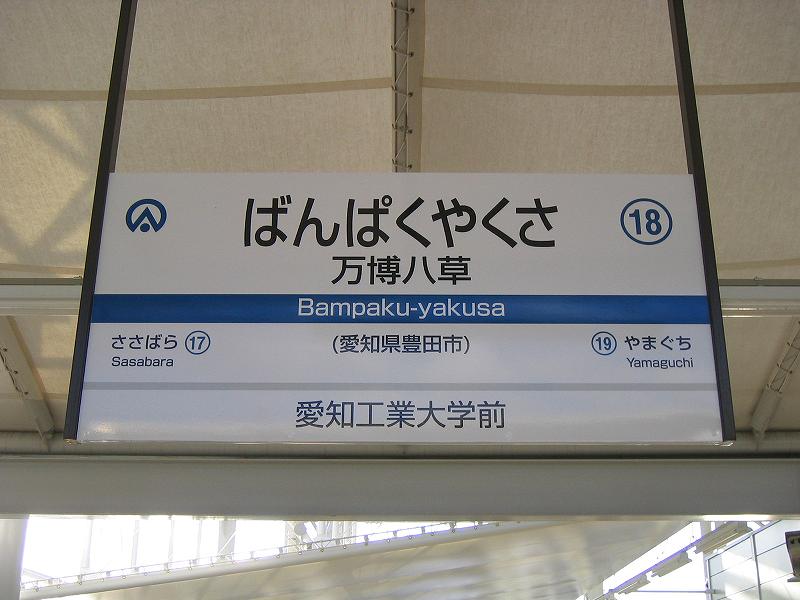 ばんぱくやくさ 18
万博八草
Bampaku-yakusa
ささばら 17 (愛知県豊田市) 19 やまぐち
Sasabara Yamaguchi
愛知工業大学前